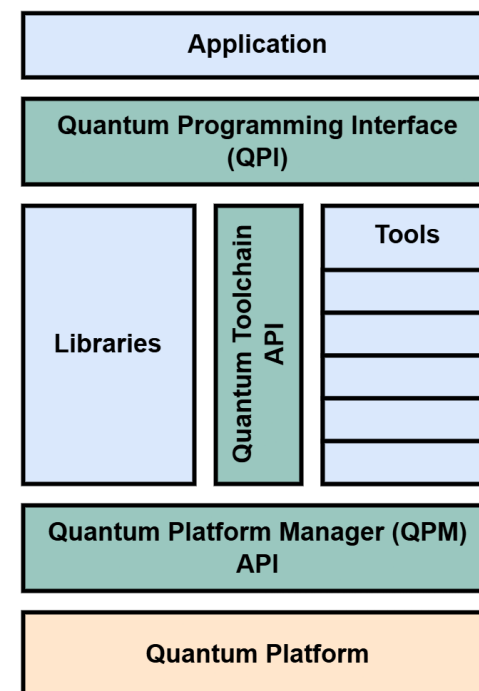 Application
Quantum Programming Interface
(QPI)
Libraries
Quantum Toolchain
API
Tools
Quantum Platform Manager (QPM)
API
Quantum Platform